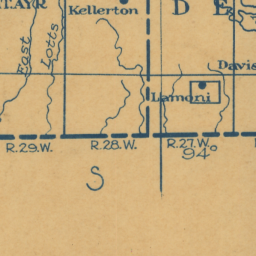 T. AYR
Kellerton
D E
East
Lotts
Davis
Lamoni
R.29.W.
R.28.W.
R.27.W.
94°
S